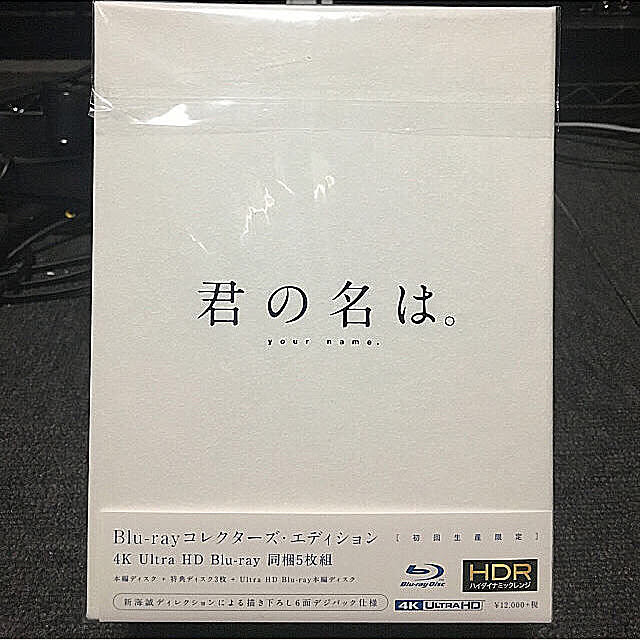 君の名は。
your name.
Blu-rayコレクターズ・エディション [初回生産限定]
4K Ultra HD Blu-ray 同梱5枚組
本編ディスク + 特典ディスク3枚 + Ultra HD Blu-ray本編ディスク
新海誠ディレクションによる描き下ろし6面デジパック仕様
Blu-ray Disc
HDR
ハイダイナミックレンジ
4K ULTRA HD
¥12,000+税